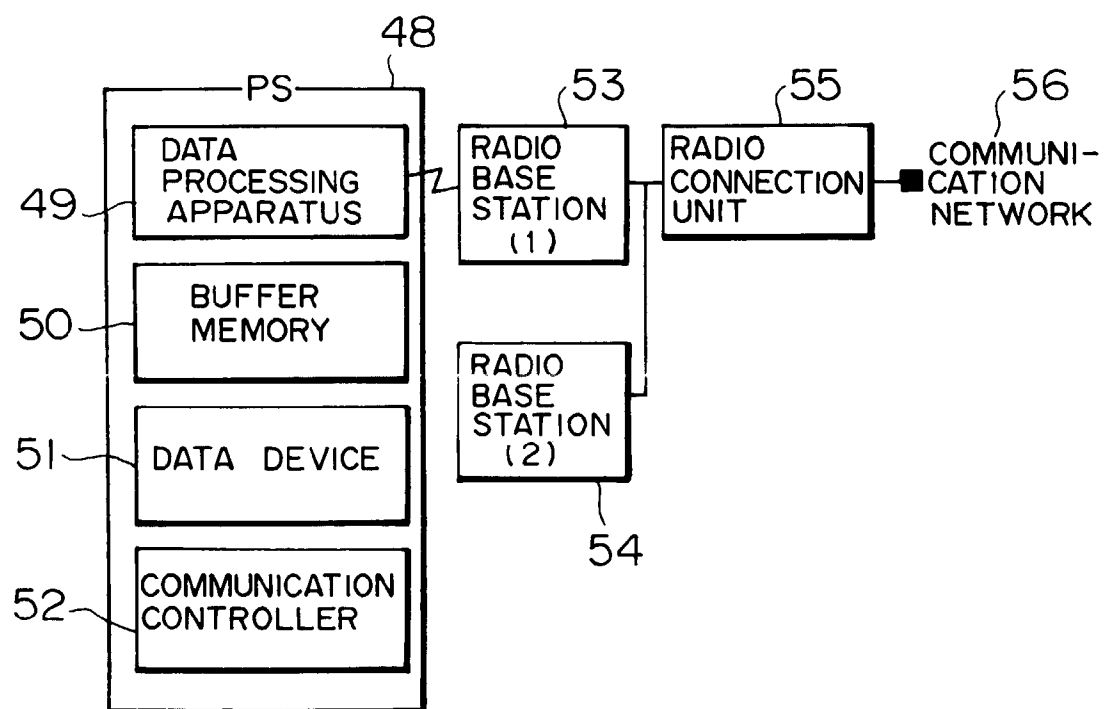 48
PS
53
55
56
DATA
PROCESSING
APPARATUS
49
RADIO
BASE
STATION
(1)
RADIO
CONNECTION
UNIT
COMMUNI-
CATION
NETWORK
BUFFER
MEMORY
50
RADIO
BASE
STATION
(2)
54
DATA DEVICE
51
COMMUNICATION
CONTROLLER
52